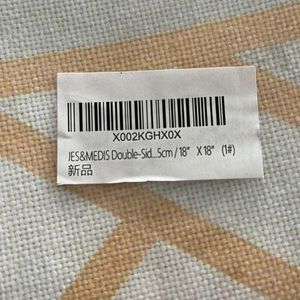 X002KGHX0X
JES&MEDIS Double-Sid...5cm / 18" X 18" (1#)
新品